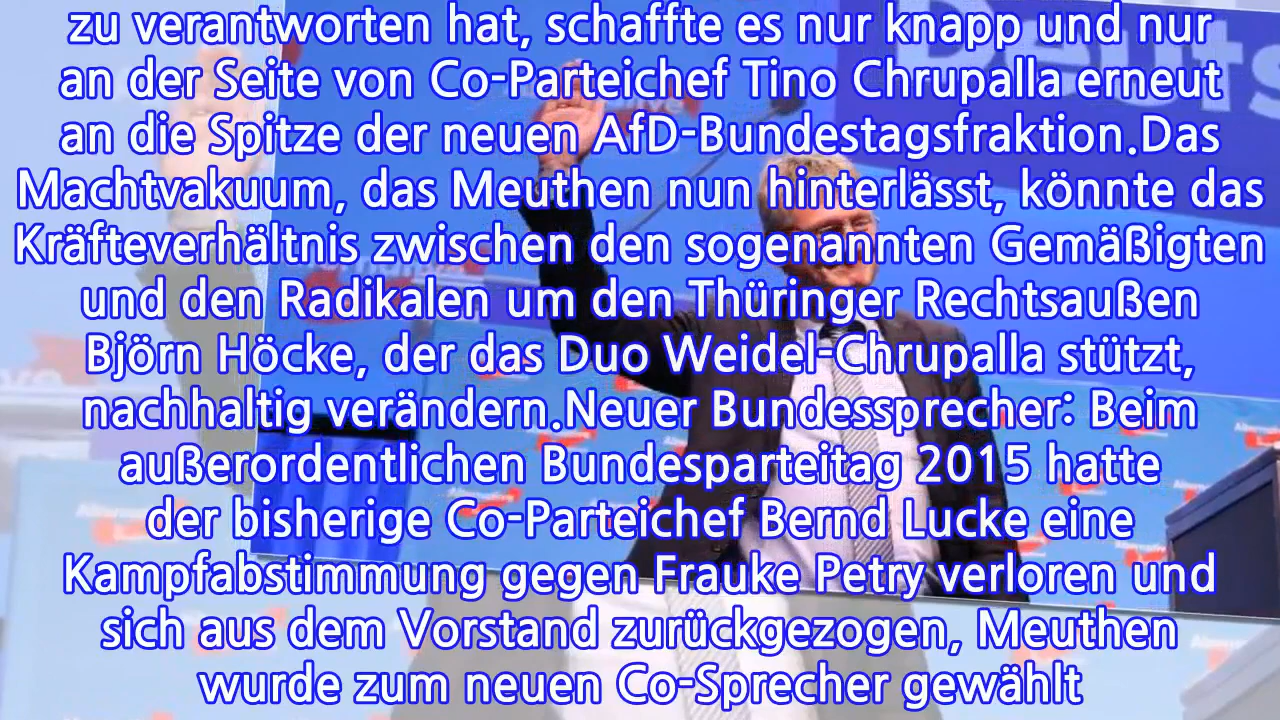 zu verantworten hat, schaffte es nur knapp und nur
an der Seite von Co-Parteichef Tino Chrupalla erneut
an die Spitze der neuen AfD-Bundestagsfraktion.Das
Machtvakuum, das Meuthen nun hinterlässt, könnte das
Kräfteverhältnis zwischen den sogenannten Gemäßigten
und den Radikalen um den Thüringer Rechtsaußen
Björn Höcke, der das Duo Weidel-Chrupalla stützt,
nachhaltig verändern.Neuer Bundessprecher: Beim
außerordentlichen Bundesparteitag 2015 hatte
der bisherige Co-Parteichef Bernd Lucke eine
Kampfabstimmung gegen Frauke Petry verloren und
sich aus dem Vorstand zurückgezogen, Meuthen
wurde zum neuen Co-Sprecher gewählt